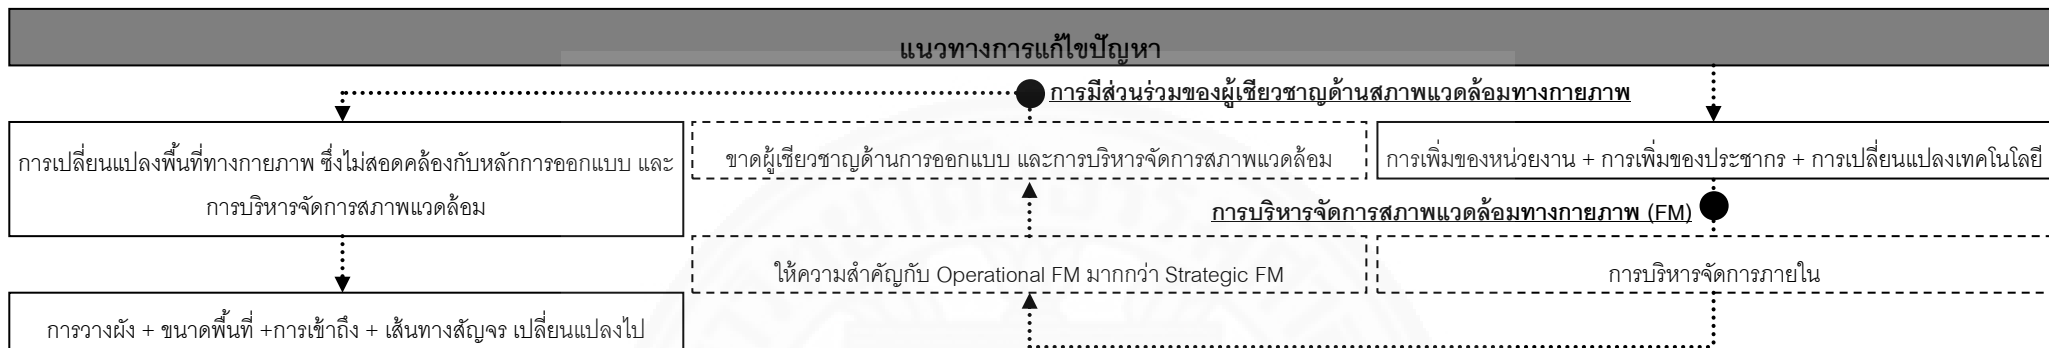 แนวทางการแก้ไขปัญหา
การมีส่วนร่วมของผู้เชียวชาญด้านสภาพแวดล้อมทางกายภาพ
การเปลี่ยนแปลงพื้นที่ทางกายภาพ ซึ่งไม่สอดคล้องกับหลักการออกแบบ และ
การบริหารจัดการสภาพแวดล้อม
ขาดผู้เชียวชาญด้านการออกแบบ และการบริหารจัดการสภาพแวดล้อม
การเพิ่มของหน่วยงาน + การเพิ่มของประชากร + การเปลี่ยนแปลงเทคโนโลยี
การบริหารจัดการสภาพแวดล้อมทางกายภาพ (FM)
ให้ความสำคัญกับ Operational FM มากกว่า Strategic FM
การบริหารจัดการภายใน
การวางผัง + ขนาดพื้นที่ +การเข้าถึง + เส้นทางสัญจร เปลี่ยนแปลงไป